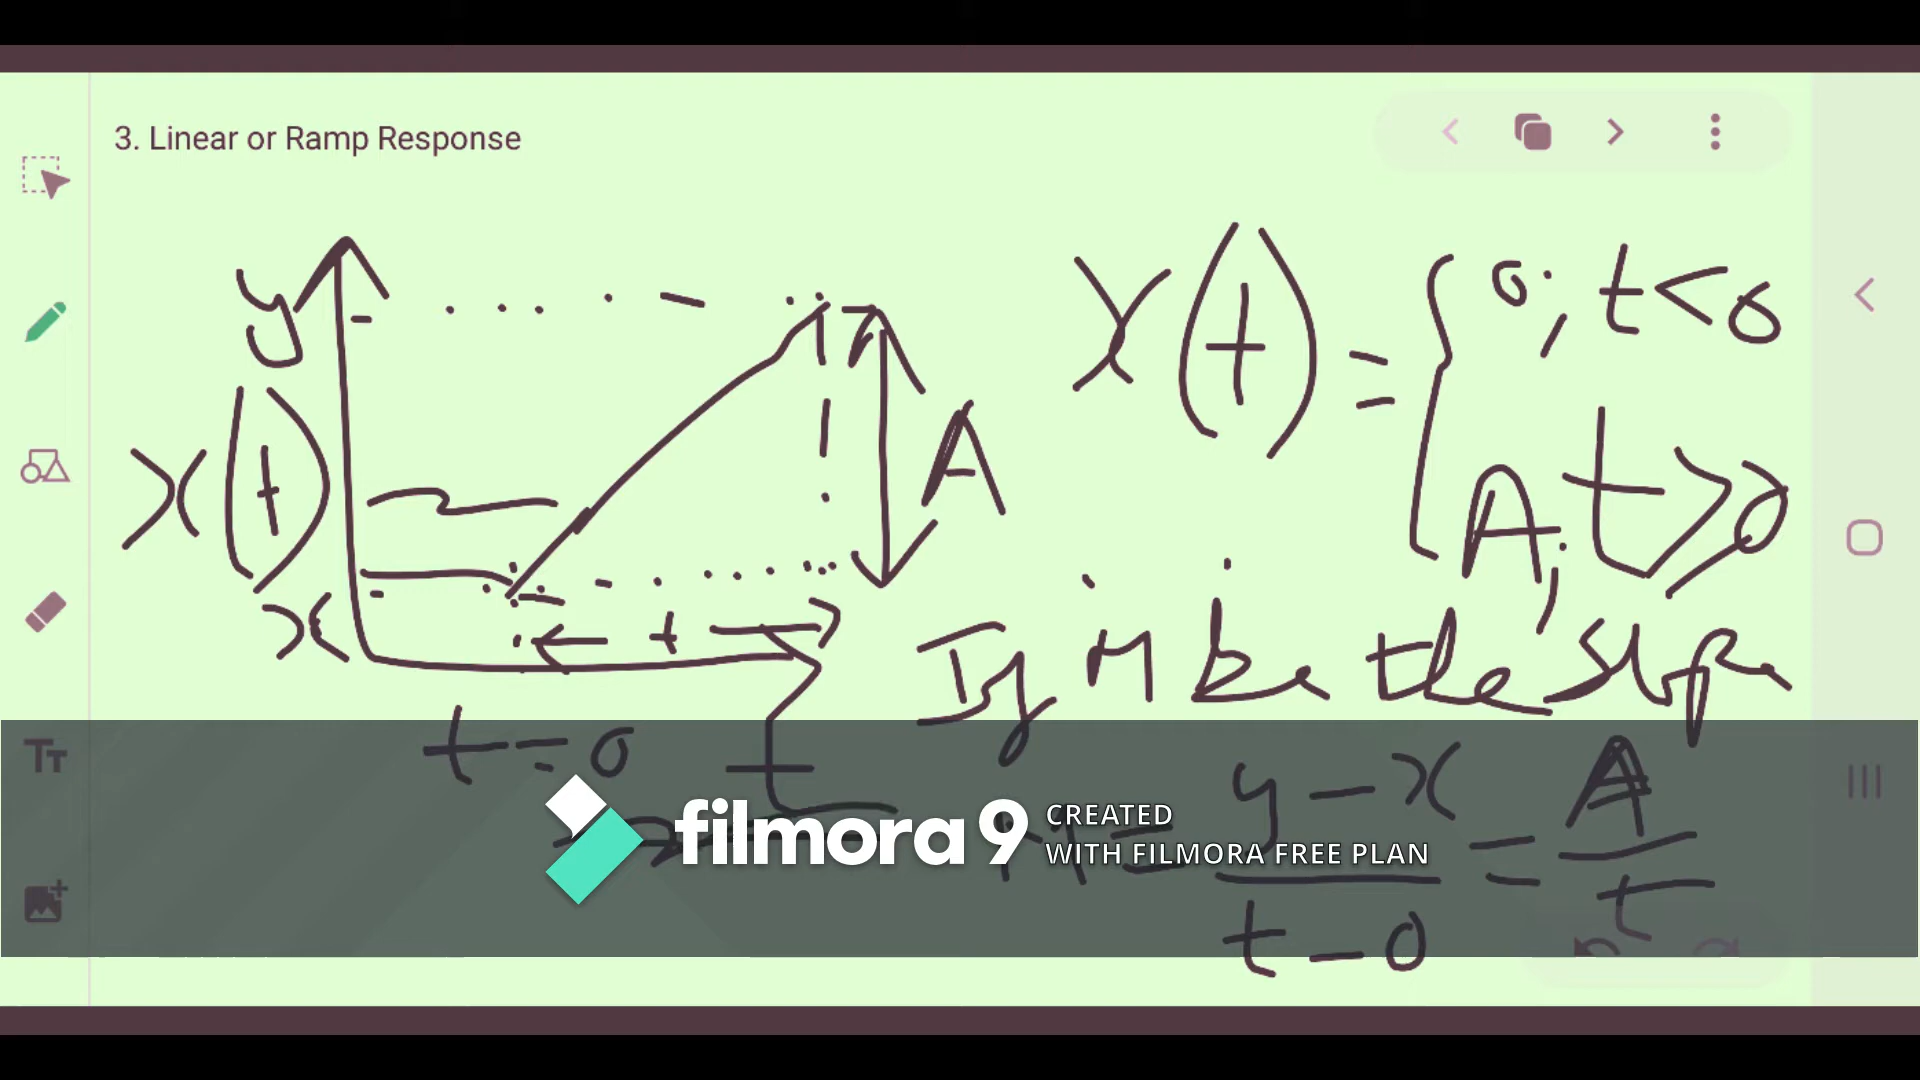 3. Linear or Ramp Response
y
X(t)
x
A
t
t=0
t
X(t) = { 0; t<0
A; t≥0
If M be the slope
M = y-x / t-0 = A / t
filmora 9 CREATED
WITH FILMORA FREE PLAN
TT